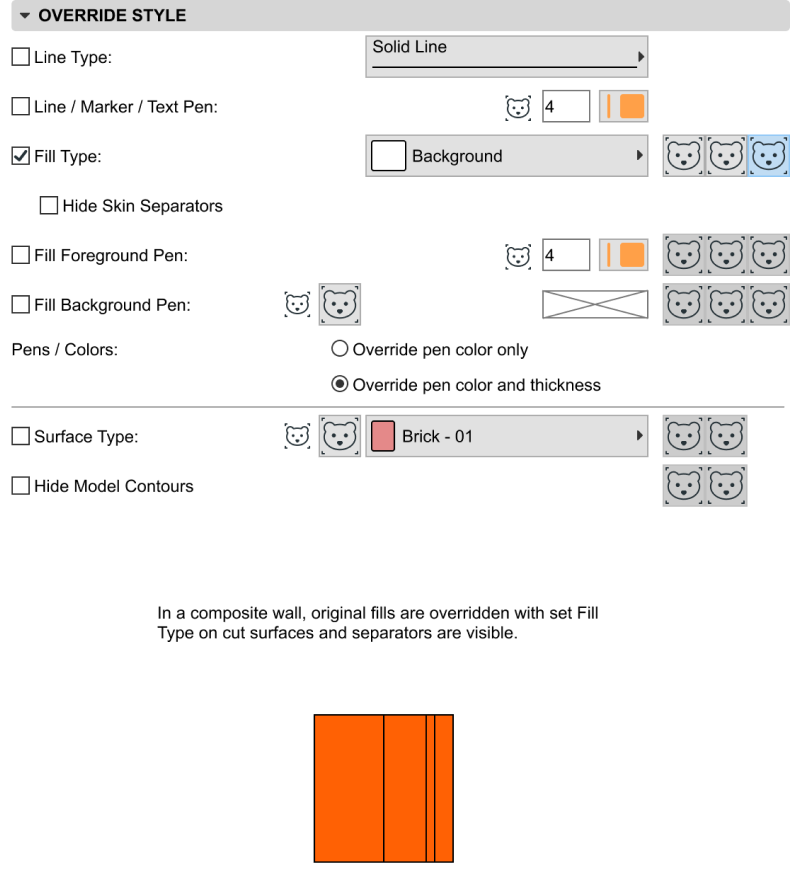 OVERRIDE STYLE
Line Type:
Solid Line
Line / Marker / Text Pen:
4
Fill Type:
Background
Hide Skin Separators
Fill Foreground Pen:
4
Fill Background Pen:
Pens / Colors:
Override pen color only
Override pen color and thickness
Surface Type:
Brick - 01
Hide Model Contours
In a composite wall, original fills are overridden with set Fill
Type on cut surfaces and separators are visible.